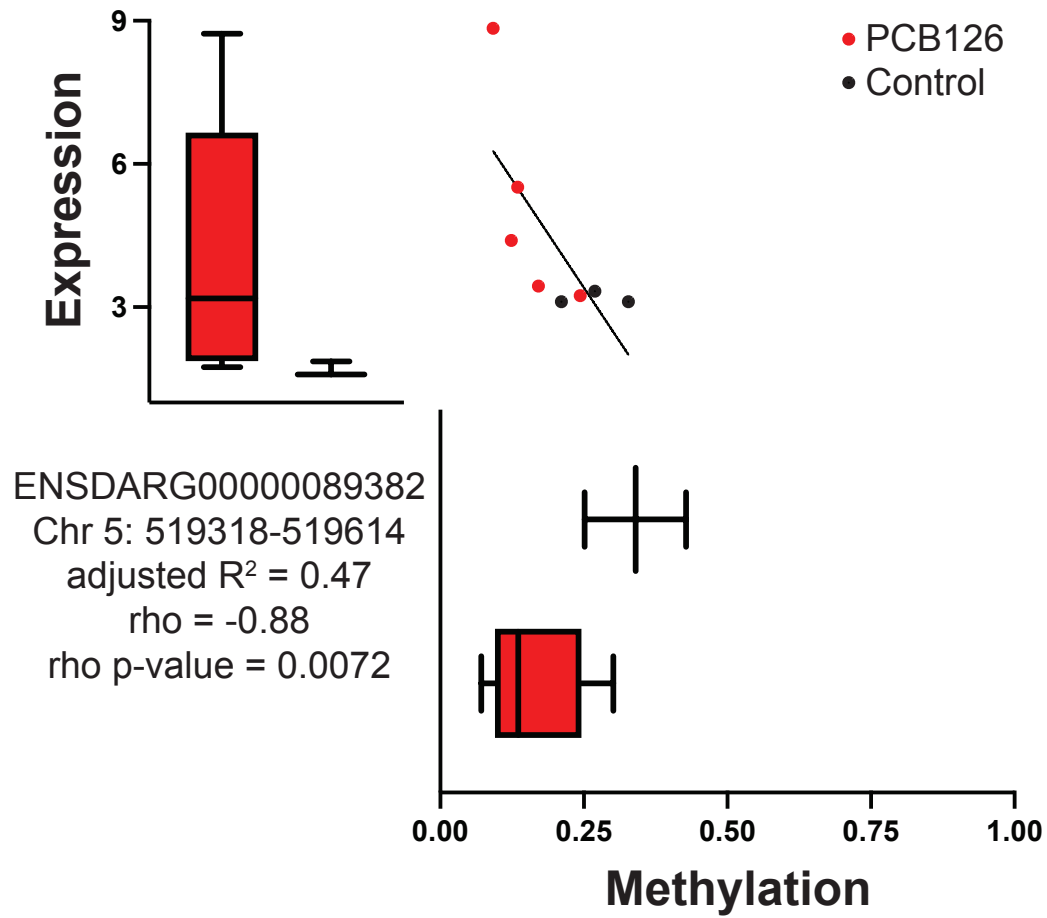 Expression
9
6
3
PCB126
Control
ENSDARG00000089382
Chr 5: 519318-519614
adjusted R² = 0.47
rho = -0.88
rho p-value = 0.0072
0.00 0.25 0.50 0.75 1.00
Methylation